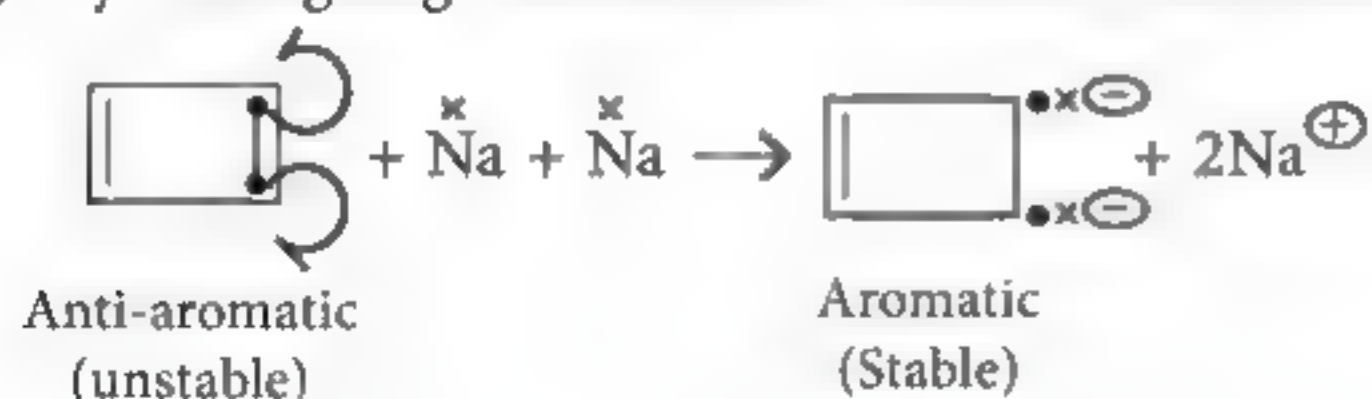 + Na + Na → + 2Na⊕
Anti-aromatic
(unstable)
Aromatic
(Stable)